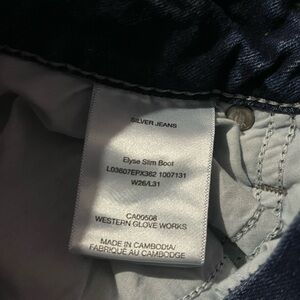 SILVER JEANS
Elyse Slim Boot
L03607EPX362 1007131
W26/L31
CA00508
WESTERN GLOVE WORKS
MADE IN CAMBODIA/
FABRIQUÉ AU CAMBODGE